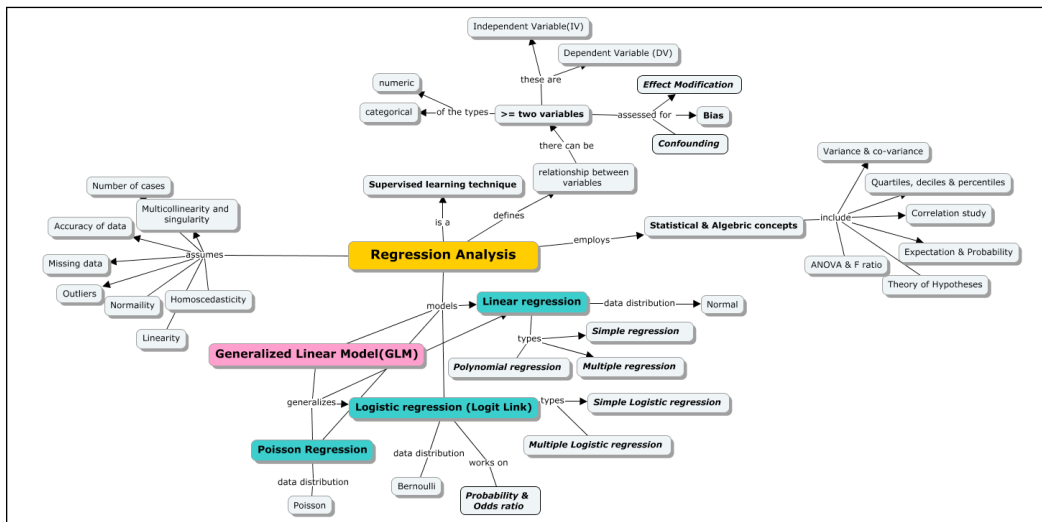 Independent Variable(IV)
Dependent Variable (DV)
these are
numeric
Effect Modification
categorical
of the types
>= two variables
assessed for
Bias
Confounding
there can be
Variance & co-variance
relationship between
variables
Supervised learning technique
Quartiles, deciles & percentiles
Number of cases
Multicollinearity and
singularity
defines
Correlation study
Accuracy of data
is a
Statistical & Algebric concepts
include
employs
assumes
Regression Analysis
Expectation & Probability
Missing data
ANOVA & F ratio
Theory of Hypotheses
Outliers
Normaility
Homoscedasticity
models
Linear regression
data distribution
Normal
Linearity
Simple regression
types
Generalized Linear Model(GLM)
Polynomial regression
Multiple regression
generalizes
Logistic regression (Logit Link)
types
Simple Logistic regression
Poisson Regression
Multiple Logistic regression
data distribution
works on
data distribution
Bernoulli
Probability &
Odds ratio
Poisson